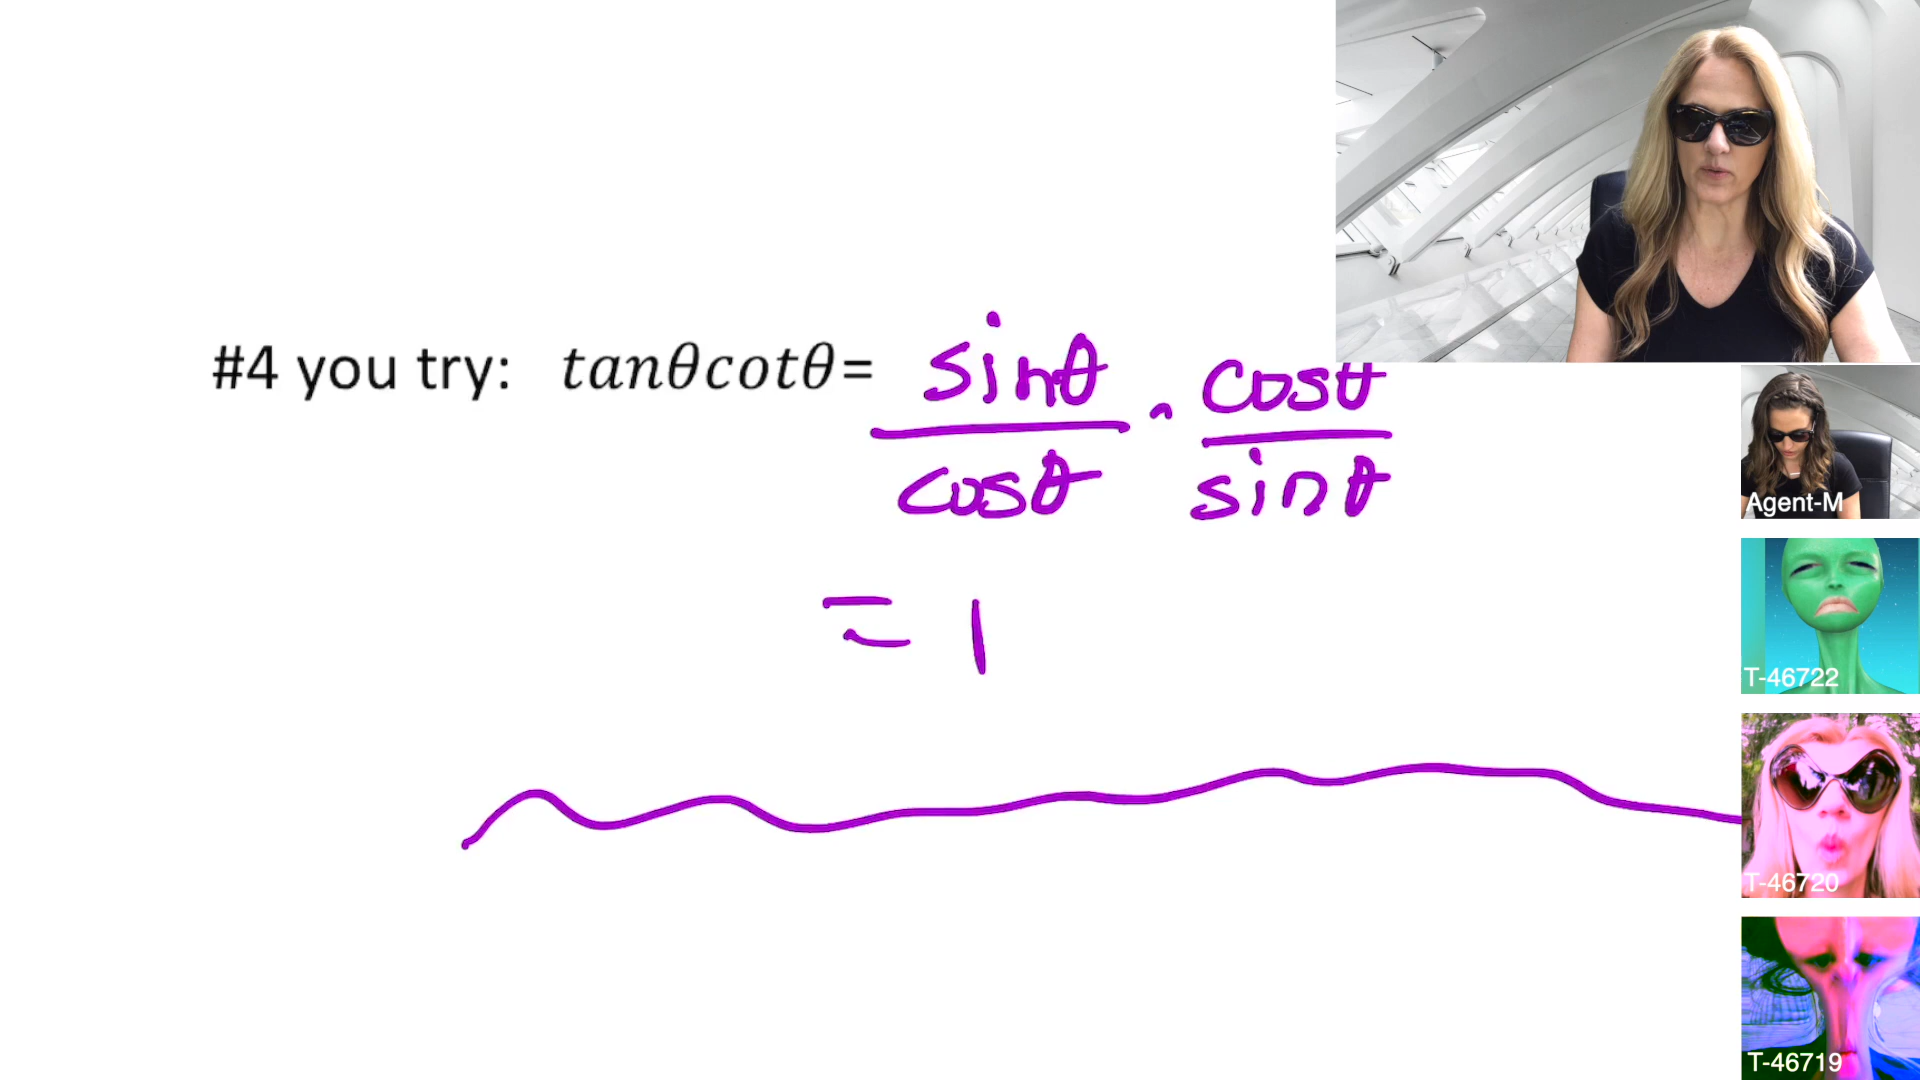 #4 you try: tanθcotθ= sinθ/cosθ · cosθ/sinθ
= 1
Agent-M
T-46722
T-46720
T-46719